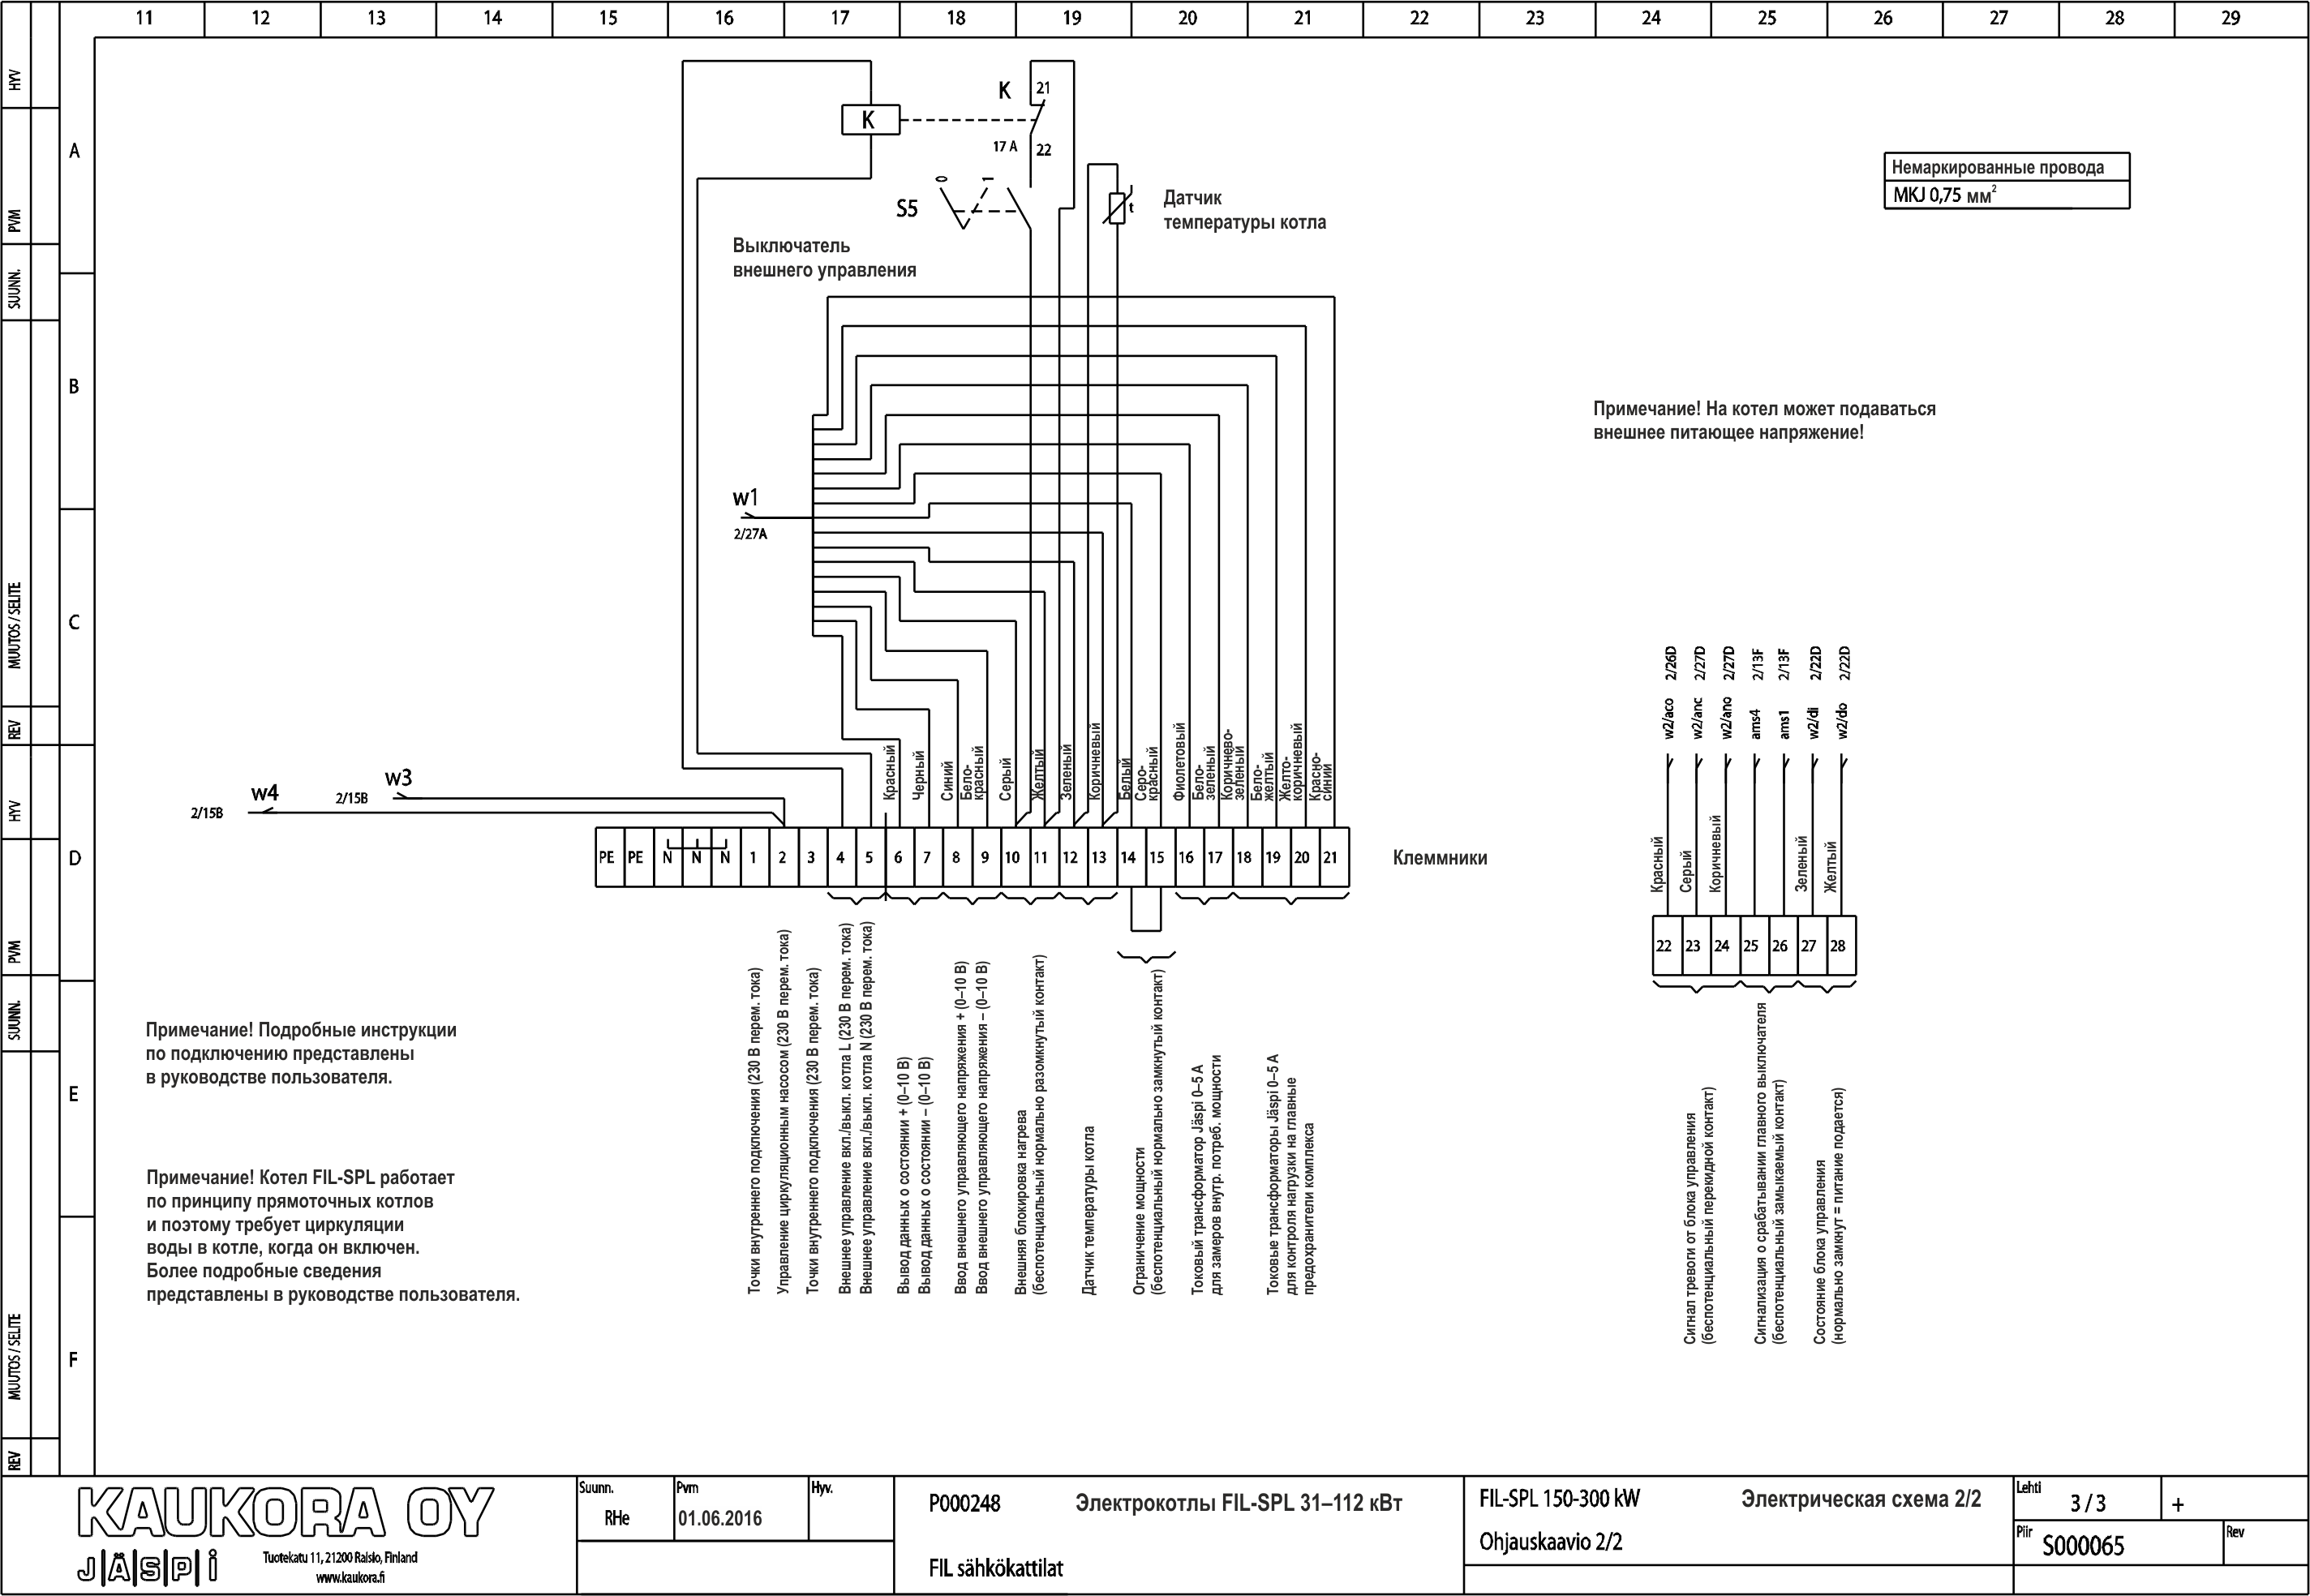 11 12 13 14 15 16 17 18 19 20 21 22 23 24 25 26 27 28 29
HYV
PVM
SUUNN.
MUUTOS / SELITE
REV
HYV
PVM
SUUNN.
MUUTOS / SELITE
REV
A
B
C
D
E
F
K
K
21
17 A
22
S5
0
1
Выключатель
внешнего управления
t
Датчик
температуры котла
Немаркированные провода
MKJ 0,75 мм²
Примечание! На котел может подаваться
внешнее питающее напряжение!
w1
2/27A
w3
2/15B
w4
2/15B
Красный
Черный
Синий
Бело-
красный
Серый
Желтый
Зеленый
Коричневый
Белый
Серо-
красный
Фиолетовый
Бело-
зеленый
Коричнево-
зеленый
Бело-
желтый
Желто-
коричневый
Красно-
синий
PE PE N N N 1 2 3 4 5 6 7 8 9 10 11 12 13 14 15 16 17 18 19 20 21
Клеммники
Точки внутреннего подключения (230 В перем. тока)
Управление циркуляционным насосом (230 В перем. тока)
Точки внутреннего подключения (230 В перем. тока)
Внешнее управление вкл./выкл. котла L (230 В перем. тока)
Внешнее управление вкл./выкл. котла N (230 В перем. тока)
Вывод данных о состоянии + (0–10 В)
Вывод данных о состоянии – (0–10 В)
Ввод внешнего управляющего напряжения + (0–10 В)
Ввод внешнего управляющего напряжения – (0–10 В)
Внешняя блокировка нагрева
(беспотенциальный нормально разомкнутый контакт)
Датчик температуры котла
Ограничение мощности
(беспотенциальный нормально замкнутый контакт)
Токовый трансформатор Jäspi 0–5 А
для замеров внутр. потреб. мощности
Токовые трансформаторы Jäspi 0–5 А
для контроля нагрузки на главные
предохранители комплекса
w2/aco 2/26D
w2/anc 2/27D
w2/ano 2/27D
ams4 2/13F
ams1 2/13F
w2/di 2/22D
w2/do 2/22D
Красный
Серый
Коричневый
Зеленый
Желтый
22 23 24 25 26 27 28
Сигнал тревоги от блока управления
(беспотенциальный перекидной контакт)
Сигнализация о срабатывании главного выключателя
(беспотенциальный замыкаемый контакт)
Состояние блока управления
(нормально замкнут = питание подается)
Примечание! Подробные инструкции
по подключению представлены
в руководстве пользователя.
Примечание! Котел FIL-SPL работает
по принципу прямоточных котлов
и поэтому требует циркуляции
воды в котле, когда он включен.
Более подробные сведения
представлены в руководстве пользователя.
KAUKORA OY
JÄSPI
Tuotekatu 11, 21200 Raisio, Finland
www.kaukora.fi
Suunn.
RHe
Pvm
01.06.2016
Hyv.
P000248 Электрокотлы FIL-SPL 31–112 кВт
FIL sähkökattilat
FIL-SPL 150-300 kW Электрическая схема 2/2
Ohjauskaavio 2/2
Lehti
3 / 3
+
Piir
S000065
Rev